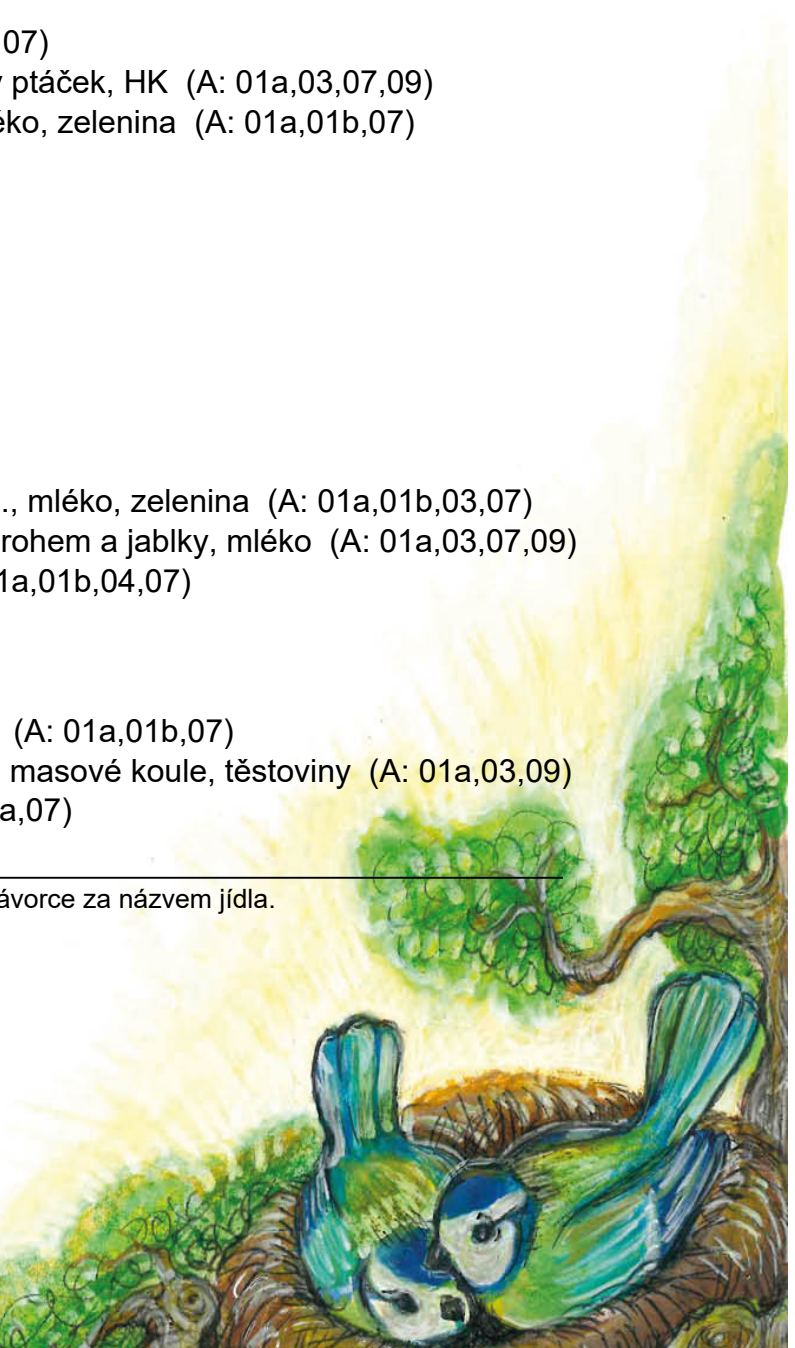 07)
ptáček, HK (A: 01a,03,07,09)
éko, zelenina (A: 01a,01b,07)
., mléko, zelenina (A: 01a,01b,03,07)
rohem a jablky, mléko (A: 01a,03,07,09)
1a,01b,04,07)
(A: 01a,01b,07)
masové koule, těstoviny (A: 01a,03,09)
a,07)
ávorce za názvem jídla.